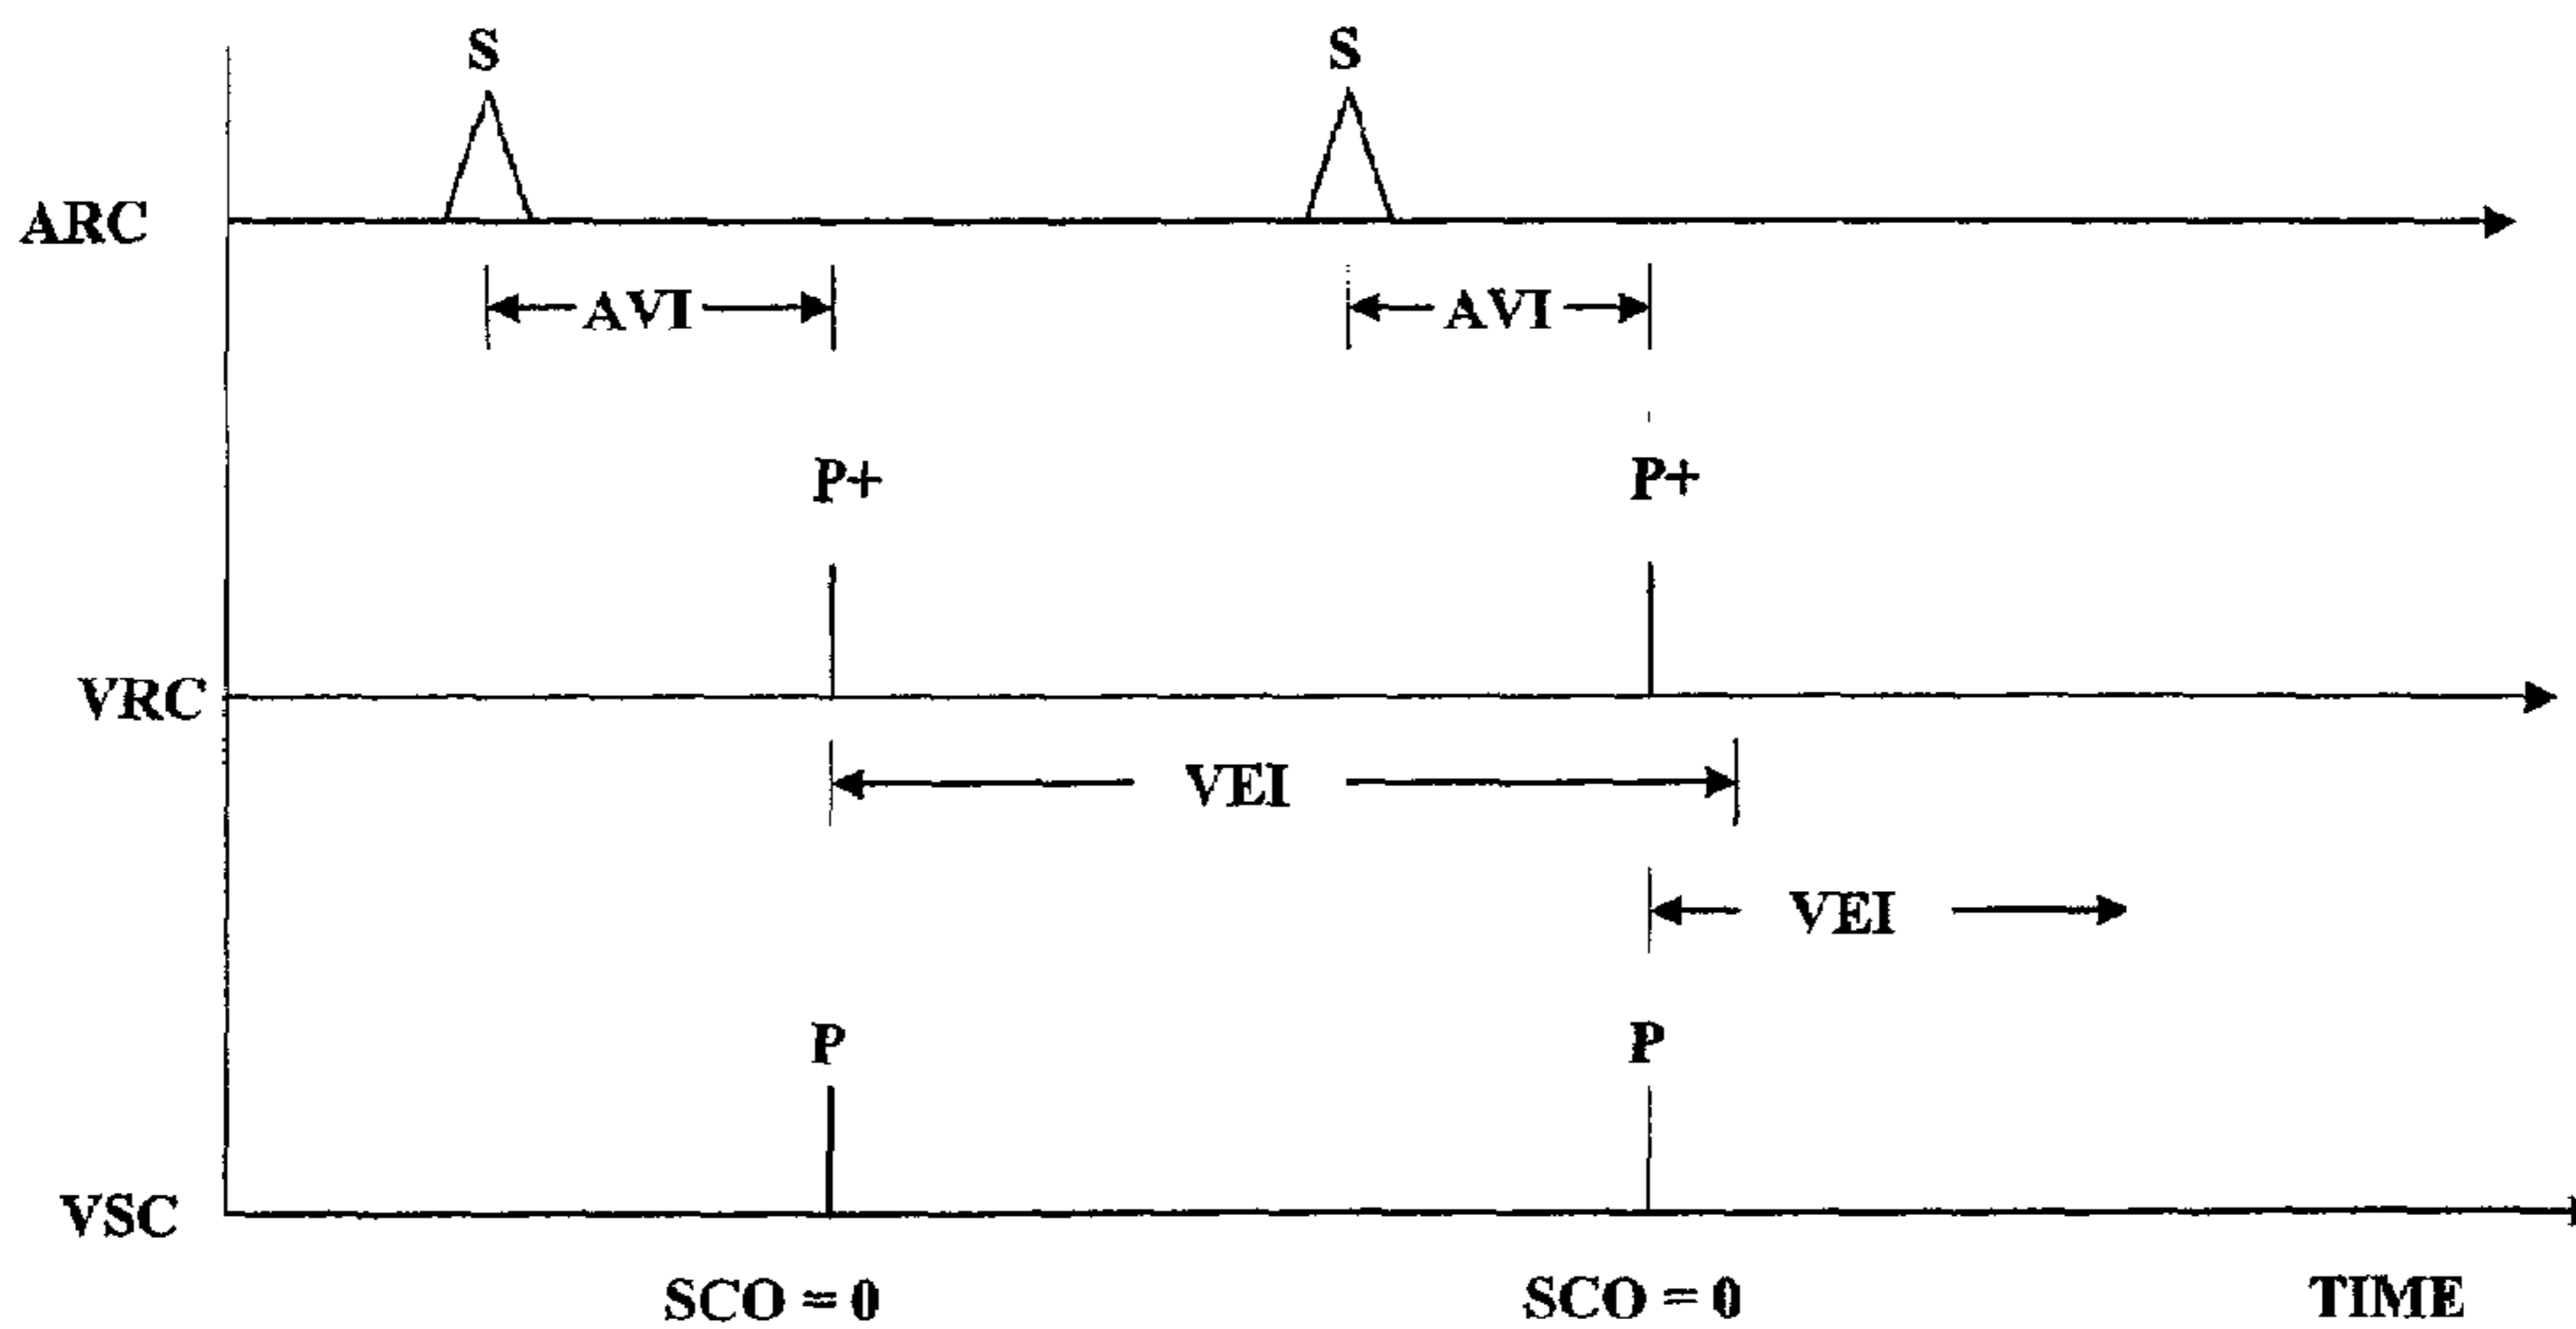 S S
ARC
AVI AVI
P+ P+
VRC
VEI
VEI
P P
VSC
SCO = 0 SCO = 0 TIME